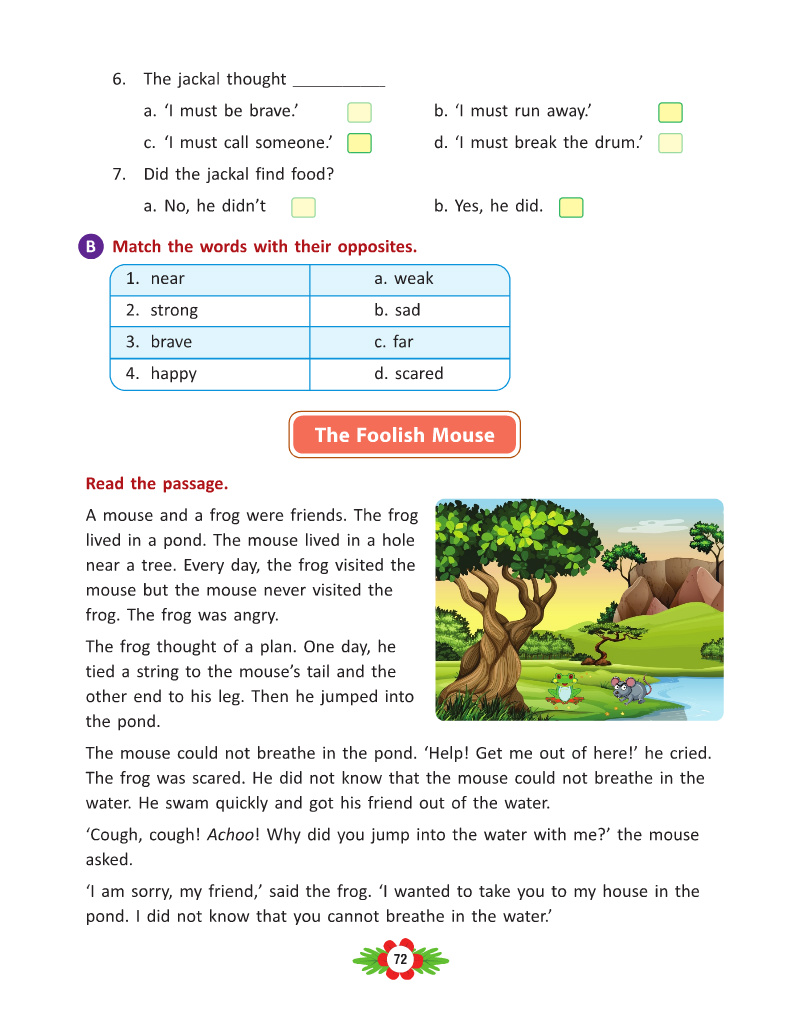 6. The jackal thought ___________
a. ‘I must be brave.’ b. ‘I must run away.’
c. ‘I must call someone.’ d. ‘I must break the drum.’
7. Did the jackal find food?
a. No, he didn’t b. Yes, he did.
B Match the words with their opposites.
1. near a. weak
2. strong b. sad
3. brave c. far
4. happy d. scared
The Foolish Mouse
Read the passage.
A mouse and a frog were friends. The frog
lived in a pond. The mouse lived in a hole
near a tree. Every day, the frog visited the
mouse but the mouse never visited the
frog. The frog was angry.
The frog thought of a plan. One day, he
tied a string to the mouse’s tail and the
other end to his leg. Then he jumped into
the pond.
The mouse could not breathe in the pond. ‘Help! Get me out of here!’ he cried.
The frog was scared. He did not know that the mouse could not breathe in the
water. He swam quickly and got his friend out of the water.
‘Cough, cough! Achoo! Why did you jump into the water with me?’ the mouse
asked.
‘I am sorry, my friend,’ said the frog. ‘I wanted to take you to my house in the
pond. I did not know that you cannot breathe in the water.’
72